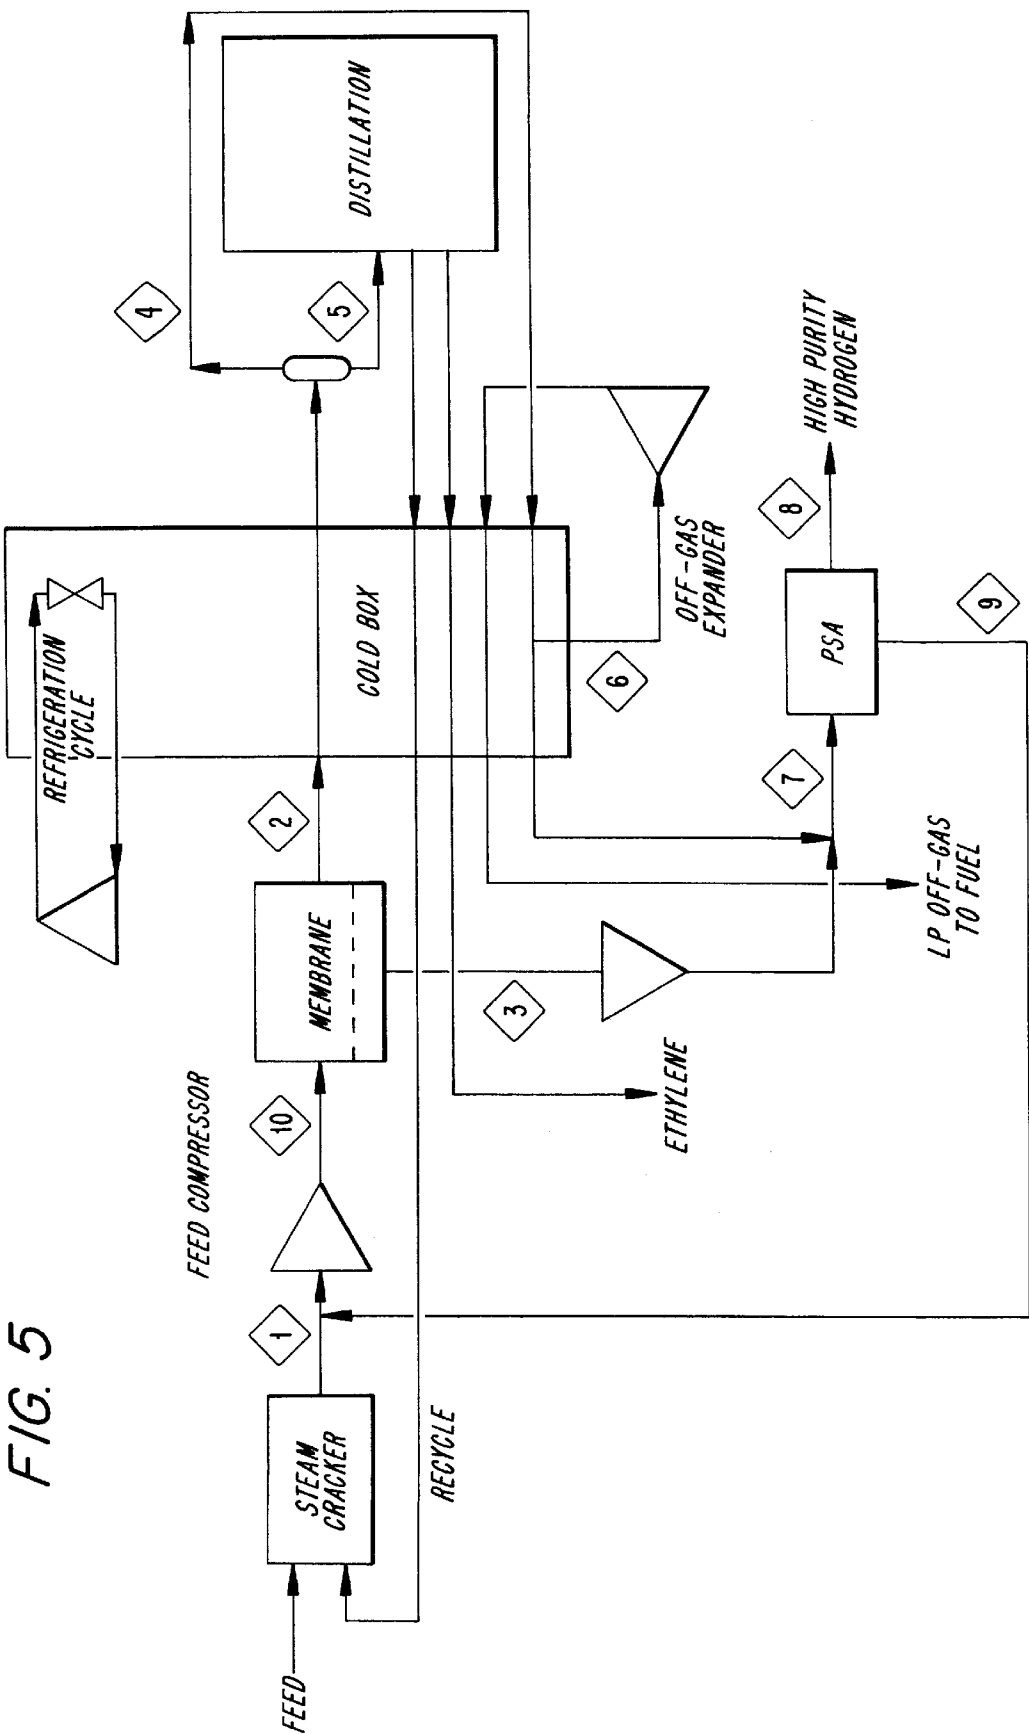 FIG. 5
FEED
STEAM
CRACKER
RECYCLE
1
FEED COMPRESSOR
10
MEMBRANE
2
3
ETHYLENE
REFRIGERATION
CYCLE
COLD BOX
4
5
DISTILLATION
6
OFF-GAS
EXPANDER
LP OFF-GAS
TO FUEL
7
PSA
8
HIGH PURITY
HYDROGEN
9